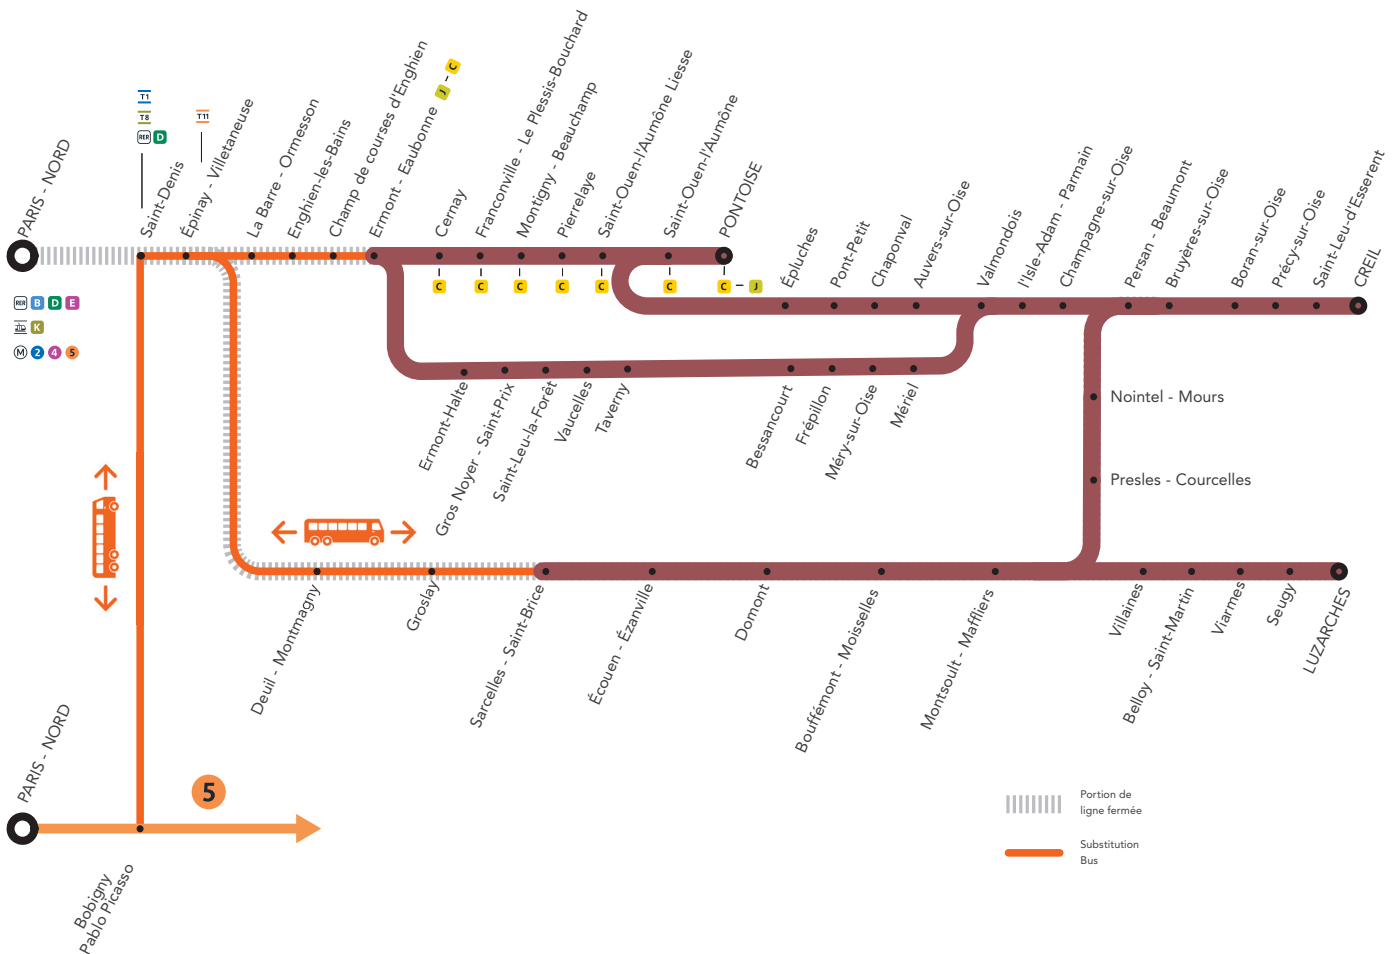 PARIS - NORD
T1
T8
RER D
T11
Saint-Denis
Épinay - Villetaneuse
La Barre - Ormesson
Enghien-les-Bains
Champ de courses d'Enghien
Ermont - Eaubonne J - C
Cernay
Franconville - Le Plessis-Bouchard
Montigny - Beauchamp
Pierrelaye
Saint-Ouen-l'Aumône Liesse
Saint-Ouen-l'Aumône
PONTOISE
C
C
C
C
C
C
C - J
Épluches
Pont-Petit
Chaponval
Auvers-sur-Oise
Valmondois
l'Isle-Adam - Parmain
Champagne-sur-Oise
Persan - Beaumont
Bruyères-sur-Oise
Boran-sur-Oise
Précy-sur-Oise
Saint-Leu-d'Esserent
CREIL
RER B D E
K
M 2 4 5
Ermont-Halte
Gros Noyer - Saint-Prix
Saint-Leu-la-Forêt
Vaucelles
Taverny
Bessancourt
Frépillon
Méry-sur-Oise
Mériel
Nointel - Mours
Presles - Courcelles
Deuil - Montmagny
Groslay
Sarcelles - Saint-Brice
Écouen - Ézanville
Domont
Bouffémont - Moisselles
Montsoult - Maffliers
Villaines
Belloy - Saint-Martin
Viarmes
Seugy
LUZARCHES
PARIS - NORD
5
Bobigny
Pablo Picasso
Portion de
ligne fermée
Substitution
Bus